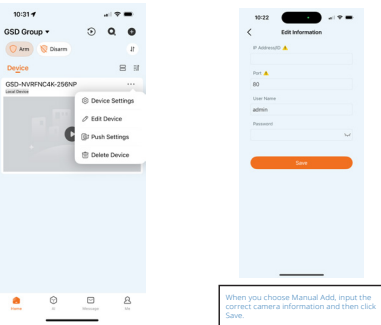 10:31
GSD Group
Arm
Disarm
Device
GSD-NVRFNC4K-256NP
Local Device
Device Settings
Edit Device
Push Settings
Delete Device
Home
Message
Me
10:22
Edit Information
IP Address/ID
Port
80
User Name
admin
Password
Save
When you choose Manual Add, input the
correct camera information and then click
Save.